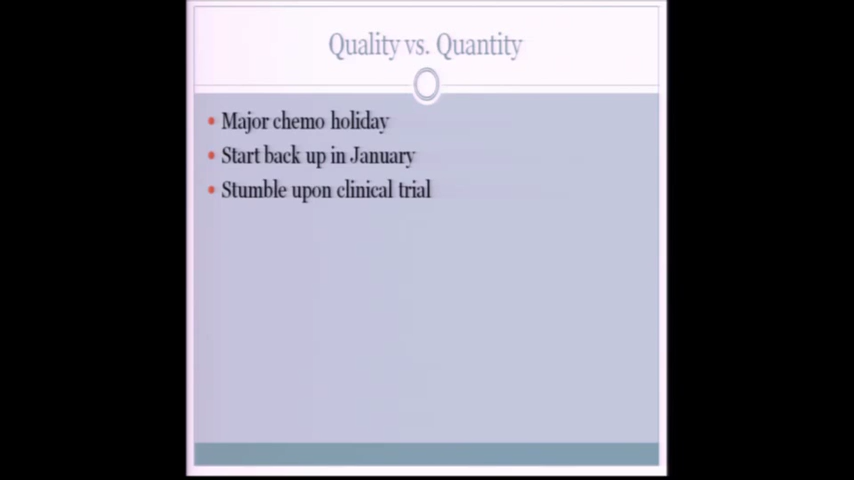 Quality vs. Quantity
• Major chemo holiday
• Start back up in January
• Stumble upon clinical trial